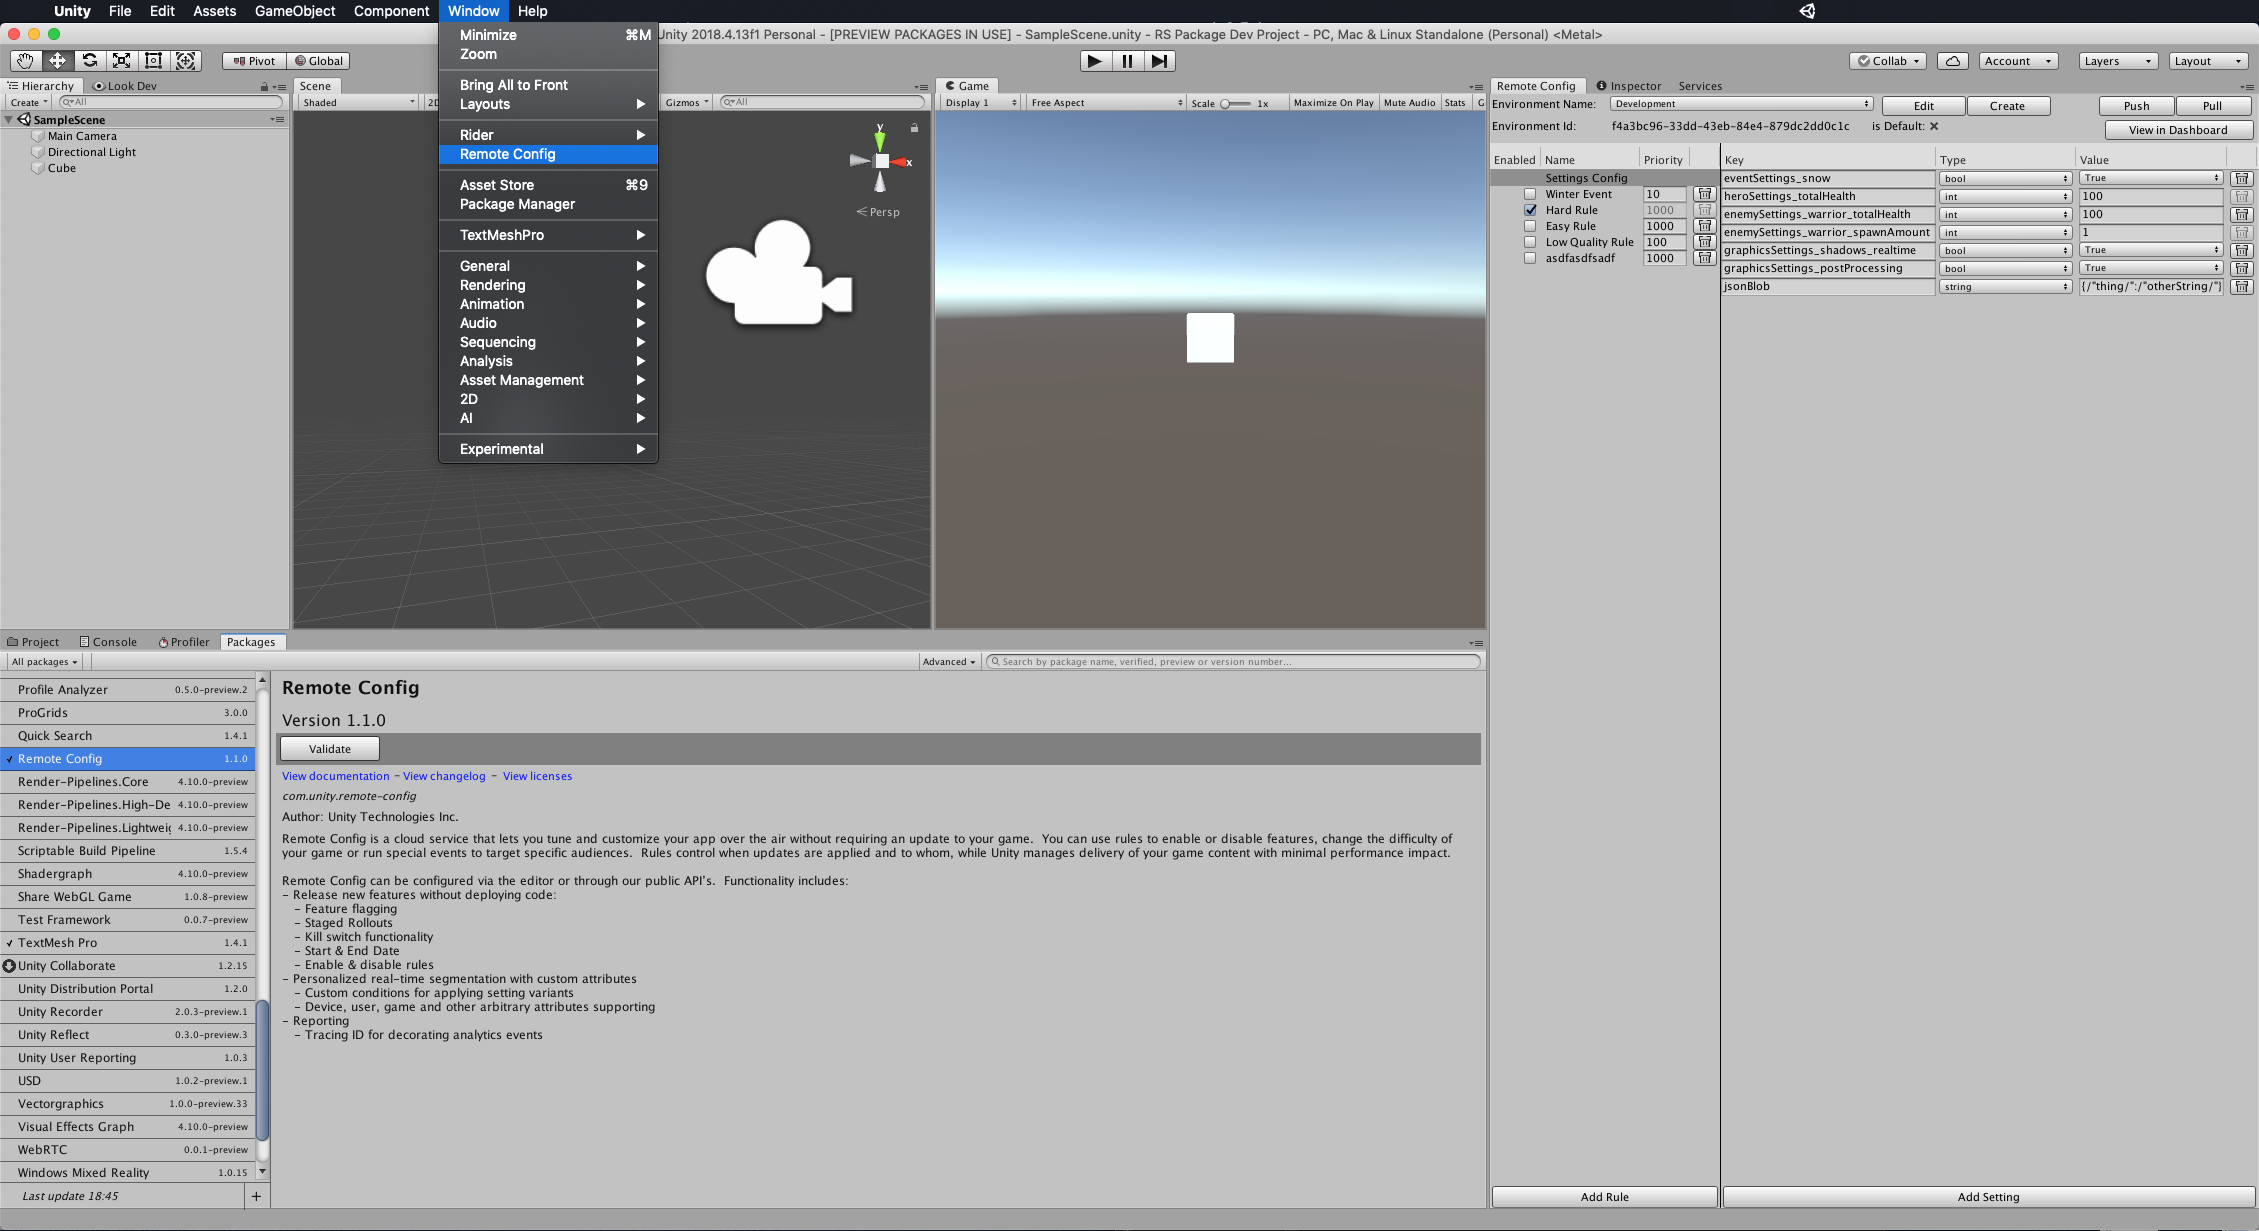 Unity File Edit Assets GameObject Component Window Help
Unity 2018.4.13f1 Personal - [PREVIEW PACKAGES IN USE] - SampleScene.unity - RS Package Dev Project - PC, Mac & Linux Standalone (Personal) <Metal>
Pivot Global
Collab Account Layers Layout
Minimize ⌘M
Zoom
Bring All to Front
Layouts
Rider
Remote Config
Asset Store ⌘9
Package Manager
TextMeshPro
General
Rendering
Animation
Audio
Sequencing
Analysis
Asset Management
2D
AI
Experimental
Hierarchy Look Dev
Create All
SampleScene
Main Camera
Directional Light
Cube
Scene
Shaded 2D Gizmos All
y
x
Persp
Game
Display 1 Free Aspect Scale 1x Maximize On Play Mute Audio Stats G
Remote Config Inspector Services
Environment Name: Development Edit Create Push Pull
Environment Id: f4a3bc96-33dd-43eb-84e4-879dc2dd0c1c is Default: View in Dashboard
Enabled Name Priority
Settings Config
Winter Event 10
Hard Rule 1000
Easy Rule 1000
Low Quality Rule 100
asdfasdfsadf 1000
Add Rule
Key Type Value
eventSettings_snow bool True
heroSettings_totalHealth int 100
enemySettings_warrior_totalHealth int 100
enemySettings_warrior_spawnAmount int 1
graphicsSettings_shadows_realtime bool True
graphicsSettings_postProcessing bool True
jsonBlob string {/"thing/":/"otherString/"}
Add Setting
Project Console Profiler Packages
All packages Advanced Search by package name, verified, preview or version number...
Profile Analyzer 0.5.0-preview.2
ProGrids 3.0.0
Quick Search 1.4.1
Remote Config 1.1.0
Render-Pipelines.Core 4.10.0-preview
Render-Pipelines.High-De 4.10.0-preview
Render-Pipelines.Lightweig 4.10.0-preview
Scriptable Build Pipeline 1.5.4
Shadergraph 4.10.0-preview
Share WebGL Game 1.0.8-preview
Test Framework 0.0.7-preview
TextMesh Pro 1.4.1
Unity Collaborate 1.2.15
Unity Distribution Portal 1.2.0
Unity Recorder 2.0.3-preview.1
Unity Reflect 0.3.0-preview.3
Unity User Reporting 1.0.3
USD 1.0.2-preview.1
Vectorgraphics 1.0.0-preview.33
Visual Effects Graph 4.10.0-preview
WebRTC 0.0.1-preview
Windows Mixed Reality 1.0.15
Last update 18:45 +
Remote Config
Version 1.1.0
Validate
View documentation - View changelog - View licenses
com.unity.remote-config
Author: Unity Technologies Inc.
Remote Config is a cloud service that lets you tune and customize your app over the air without requiring an update to your game. You can use rules to enable or disable features, change the difficulty of
your game or run special events to target specific audiences. Rules control when updates are applied and to whom, while Unity manages delivery of your game content with minimal performance impact.
Remote Config can be configured via the editor or through our public API's. Functionality includes:
- Release new features without deploying code:
- Feature flagging
- Staged Rollouts
- Kill switch functionality
- Start & End Date
- Enable & disable rules
- Personalized real-time segmentation with custom attributes
- Custom conditions for applying setting variants
- Device, user, game and other arbitrary attributes supporting
- Reporting
- Tracing ID for decorating analytics events